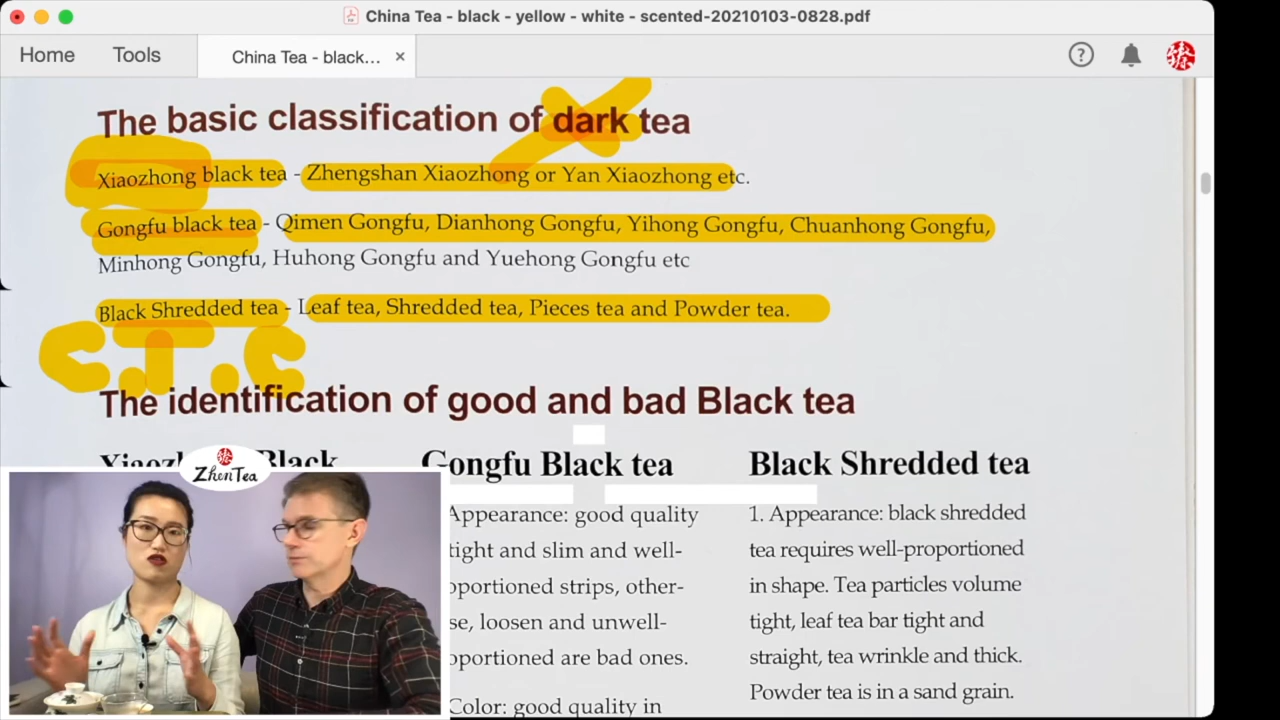 China Tea - black - yellow - white - scented-20210103-0828.pdf
Home
Tools
China Tea - black...
The basic classification of dark tea
Xiaozhong black tea - Zhengshan Xiaozhong or Yan Xiaozhong etc.
Gongfu black tea - Qimen Gongfu, Dianhong Gongfu, Yihong Gongfu, Chuanhong Gongfu,
Minhong Gongfu, Huhong Gongfu and Yuehong Gongfu etc
Black Shredded tea - Leaf tea, Shredded tea, Pieces tea and Powder tea.
C.T.C
The identification of good and bad Black tea
Black
Gongfu Black tea
Appearance: good quality
tight and slim and well-
oportioned strips, other-
se, loosen and unwell-
oportioned are bad ones.
Color: good quality in
Black Shredded tea
1. Appearance: black shredded
tea requires well-proportioned
in shape. Tea particles volume
tight, leaf tea bar tight and
straight, tea wrinkle and thick.
Powder tea is in a sand grain.
ZhenTea